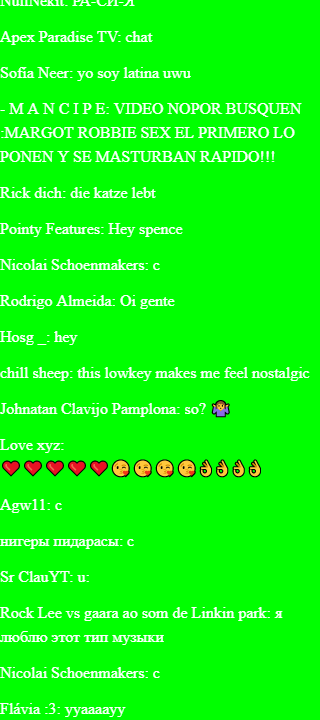 NullNekit: РА-СИ-Я
Apex Paradise TV: chat
Sofía Neer: yo soy latina uwu
- M A N C I P E: VIDEO NOPOR BUSQUEN
:MARGOT ROBBIE SEX EL PRIMERO LO
PONEN Y SE MASTURBAN RAPIDO!!!
Rick dich: die katze lebt
Pointy Features: Hey spence
Nicolai Schoenmakers: c
Rodrigo Almeida: Oi gente
Hosg _: hey
chill sheep: this lowkey makes me feel nostalgic
Johnatan Clavijo Pamplona: so? 🤷‍♀️
Love xyz:
❤❤❤❤❤😘😘😘😘👌👌👌👌
Agw11: c
нигеры пидарасы: c
Sr ClauYT: u:
Rock Lee vs gaara ao som de Linkin park: я
люблю этот тип музыки
Nicolai Schoenmakers: c
Flávia :3: yyaaaayy